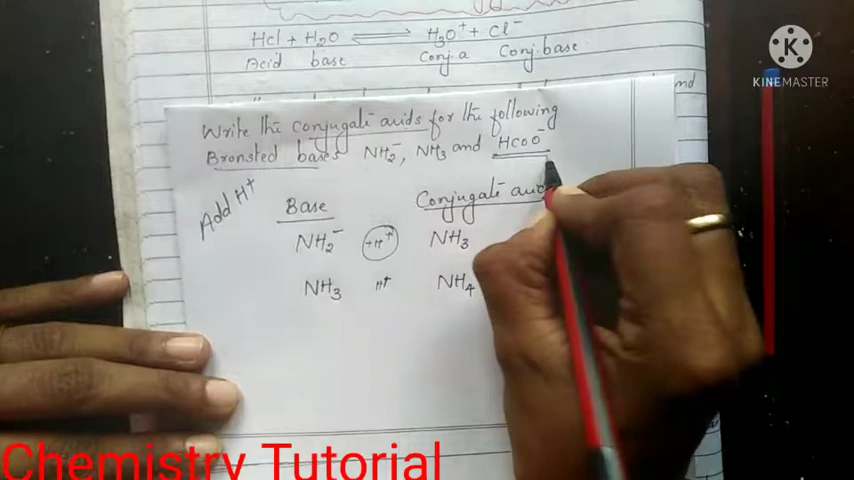 Hcl + H2O ⇌ H3O+ + Cl-
Acid base Conj.a Conj.base
Write the conjugate acids for the following
Bronsted bases NH2-, NH3 and HCOO-
Add H+
Base Conjugate
NH2- +H+ NH3
NH3 H+ NH4
K
KINEMASTER
Chemistry Tutorial